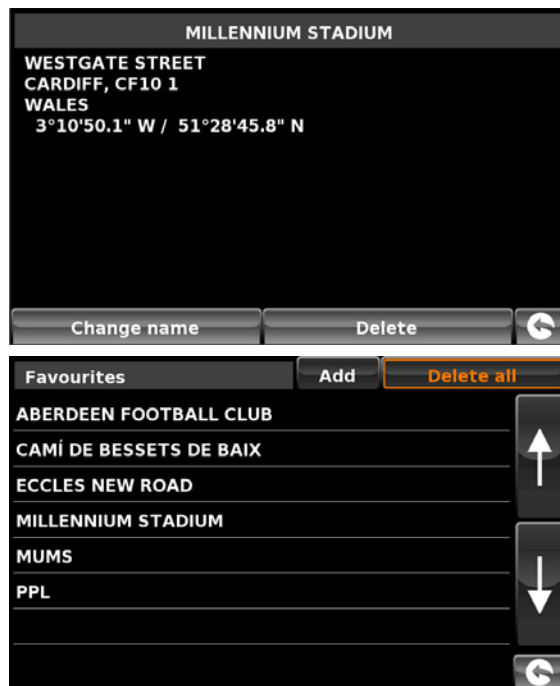 MILLENNIUM STADIUM
WESTGATE STREET
CARDIFF, CF10 1
WALES
3°10'50.1" W / 51°28'45.8" N
Change name Delete
Favourites Add Delete all
ABERDEEN FOOTBALL CLUB
CAMÍ DE BESSETS DE BAIX
ECCLES NEW ROAD
MILLENNIUM STADIUM
MUMS
PPL